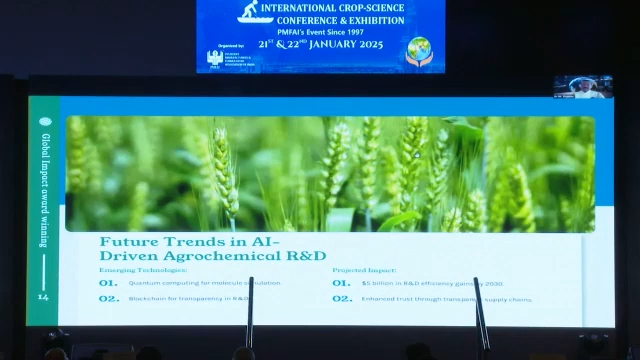 INTERNATIONAL CROP-SCIENCE
CONFERENCE & EXHIBITION
PMFAI's Event Since 1997
Organized by:
21ST & 22ND JANUARY 2025
Global Impact award winning
14
Future Trends in AI-
Driven Agrochemical R&D
Emerging Technologies:
01. Quantum computing for molecule simulation.
02. Blockchain for transparency in R&D
Projected Impact:
01. $5 billion in R&D efficiency gains by 2030.
02. Enhanced trust through transparent supply chains.